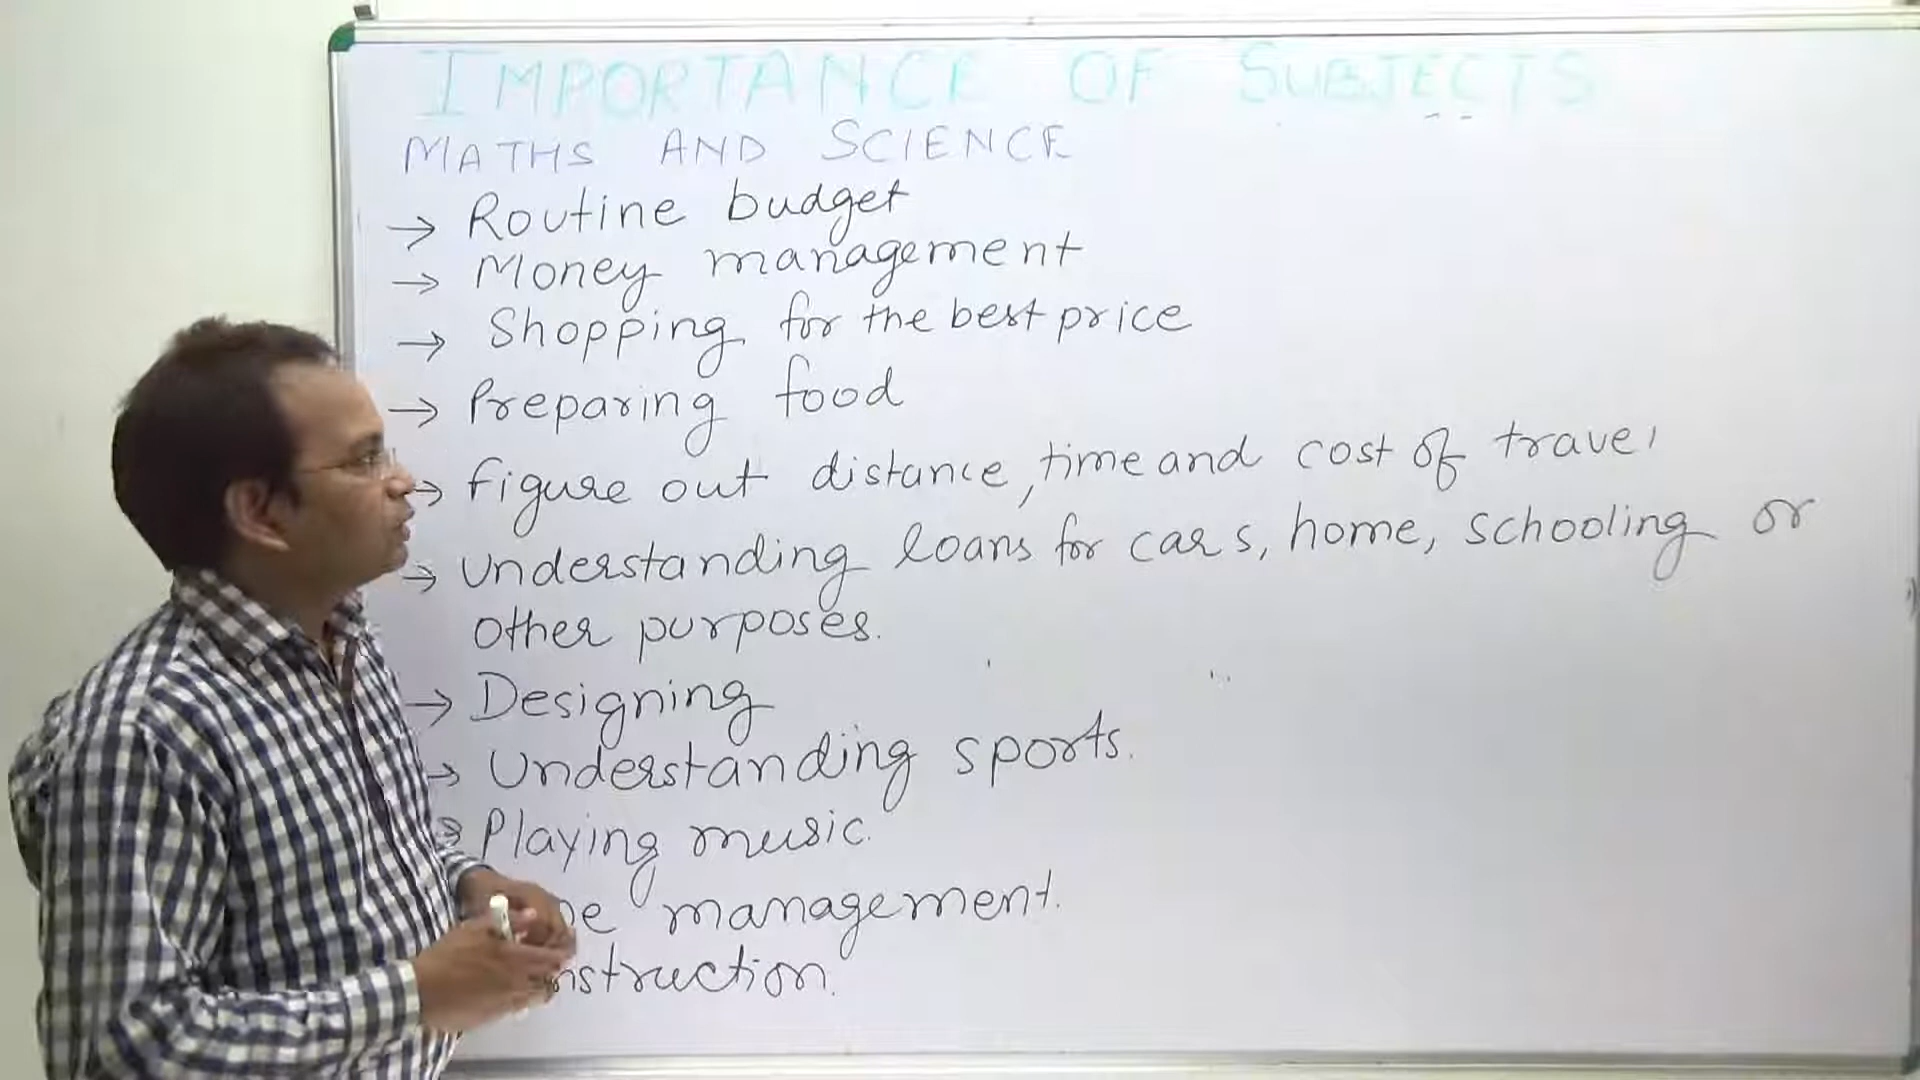 IMPORTANCE OF SUBJECTS
MATHS AND SCIENCE
→ Routine budget
→ Money management
→ Shopping for the best price
→ Preparing food
→ figure out distance, time and cost of travel
→ Understanding loans for cars, home, schooling or
other purposes.
→ Designing
→ Understanding sports.
→ Playing music.
management.